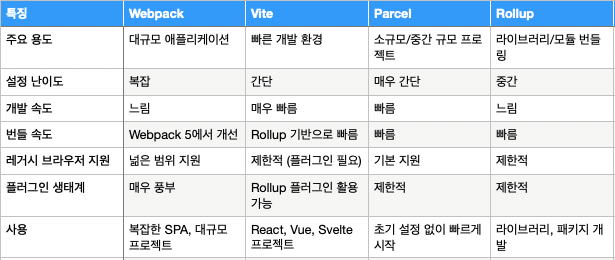 특징 Webpack Vite Parcel Rollup
주요 용도 대규모 애플리케이션 빠른 개발 환경 소규모/중간 규모 프로젝트 라이브러리/모듈 번들링
설정 난이도 복잡 간단 매우 간단 중간
개발 속도 느림 매우 빠름 빠름 느림
번들 속도 Webpack 5에서 개선 Rollup 기반으로 빠름 빠름 빠름
레거시 브라우저 지원 넓은 범위 지원 제한적 (플러그인 필요) 기본 지원 제한적
플러그인 생태계 매우 풍부 Rollup 플러그인 활용 가능 제한적 제한적
사용 복잡한 SPA, 대규모 프로젝트 React, Vue, Svelte 프로젝트 초기 설정 없이 빠르게 시작 라이브러리, 패키지 개발